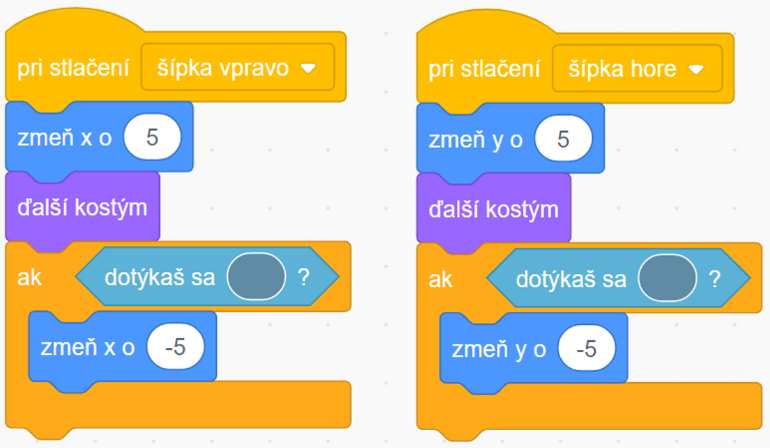 pri stlačení šípka vpravo
zmeň x o 5
ďalší kostým
ak dotýkaš sa ?
zmeň x o -5
pri stlačení šípka hore
zmeň y o 5
ďalší kostým
ak dotýkaš sa ?
zmeň y o -5